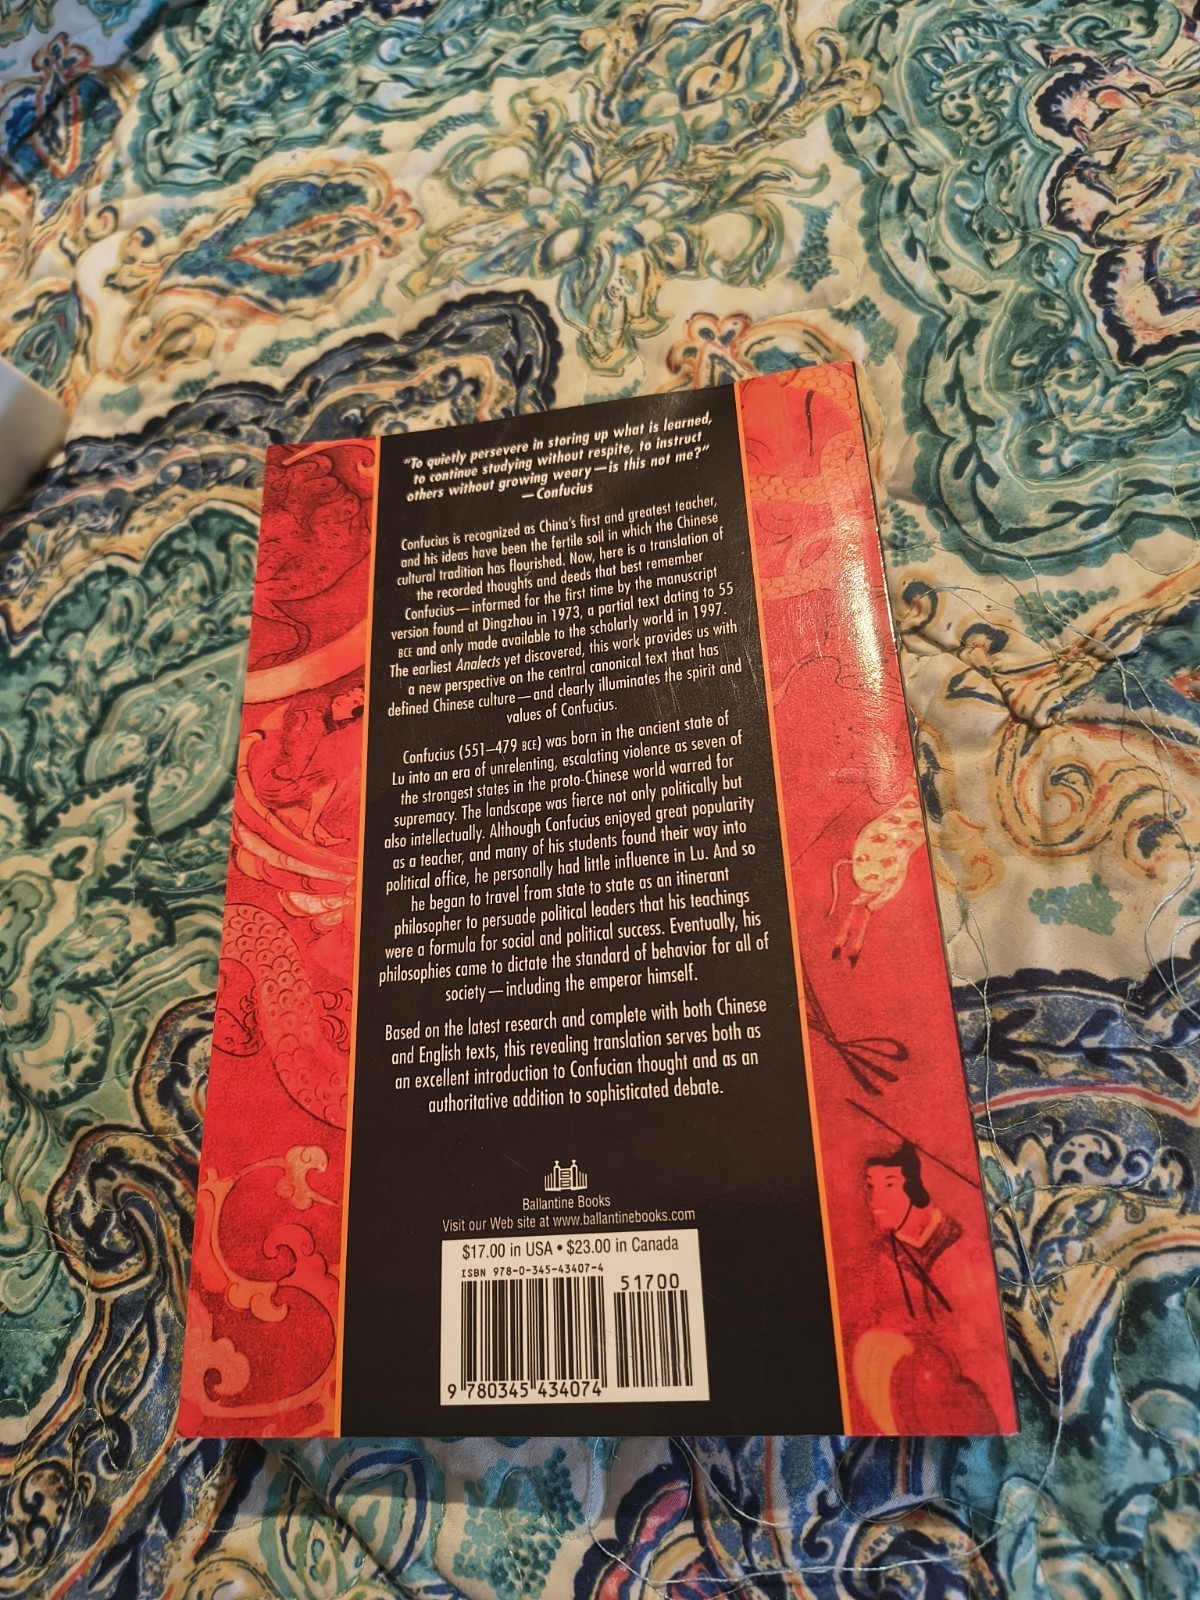 “To quietly persevere in storing up what is learned,
to continue studying without respite, to instruct
others without growing weary—is this not me?”
—Confucius
Confucius is recognized as China's first and greatest teacher,
and his ideas have been the fertile soil in which the Chinese
cultural tradition has flourished. Now, here is a translation of
the recorded thoughts and deeds that best remember
Confucius—informed for the first time by the manuscript
version found at Dingzhou in 1973, a partial text dating to 55
BCE and only made available to the scholarly world in 1997.
The earliest Analects yet discovered, this work provides us with
a new perspective on the central canonical text that has
defined Chinese culture—and clearly illuminates the spirit and
values of Confucius.
Confucius (551–479 BCE) was born in the ancient state of
Lu into an era of unrelenting, escalating violence as seven of
the strongest states in the proto-Chinese world warred for
supremacy. The landscape was fierce not only politically but
also intellectually. Although Confucius enjoyed great popularity
as a teacher, and many of his students found their way into
political office, he personally had little influence in Lu. And so
he began to travel from state to state as an itinerant
philosopher to persuade political leaders that his teachings
were a formula for social and political success. Eventually, his
philosophies came to dictate the standard of behavior for all of
society—including the emperor himself.
Based on the latest research and complete with both Chinese
and English texts, this revealing translation serves both as
an excellent introduction to Confucian thought and as an
authoritative addition to sophisticated debate.
Ballantine Books
Visit our Web site at www.ballantinebooks.com
$17.00 in USA • $23.00 in Canada
ISBN 978-0-345-43407-4
51700
9 780345 434074